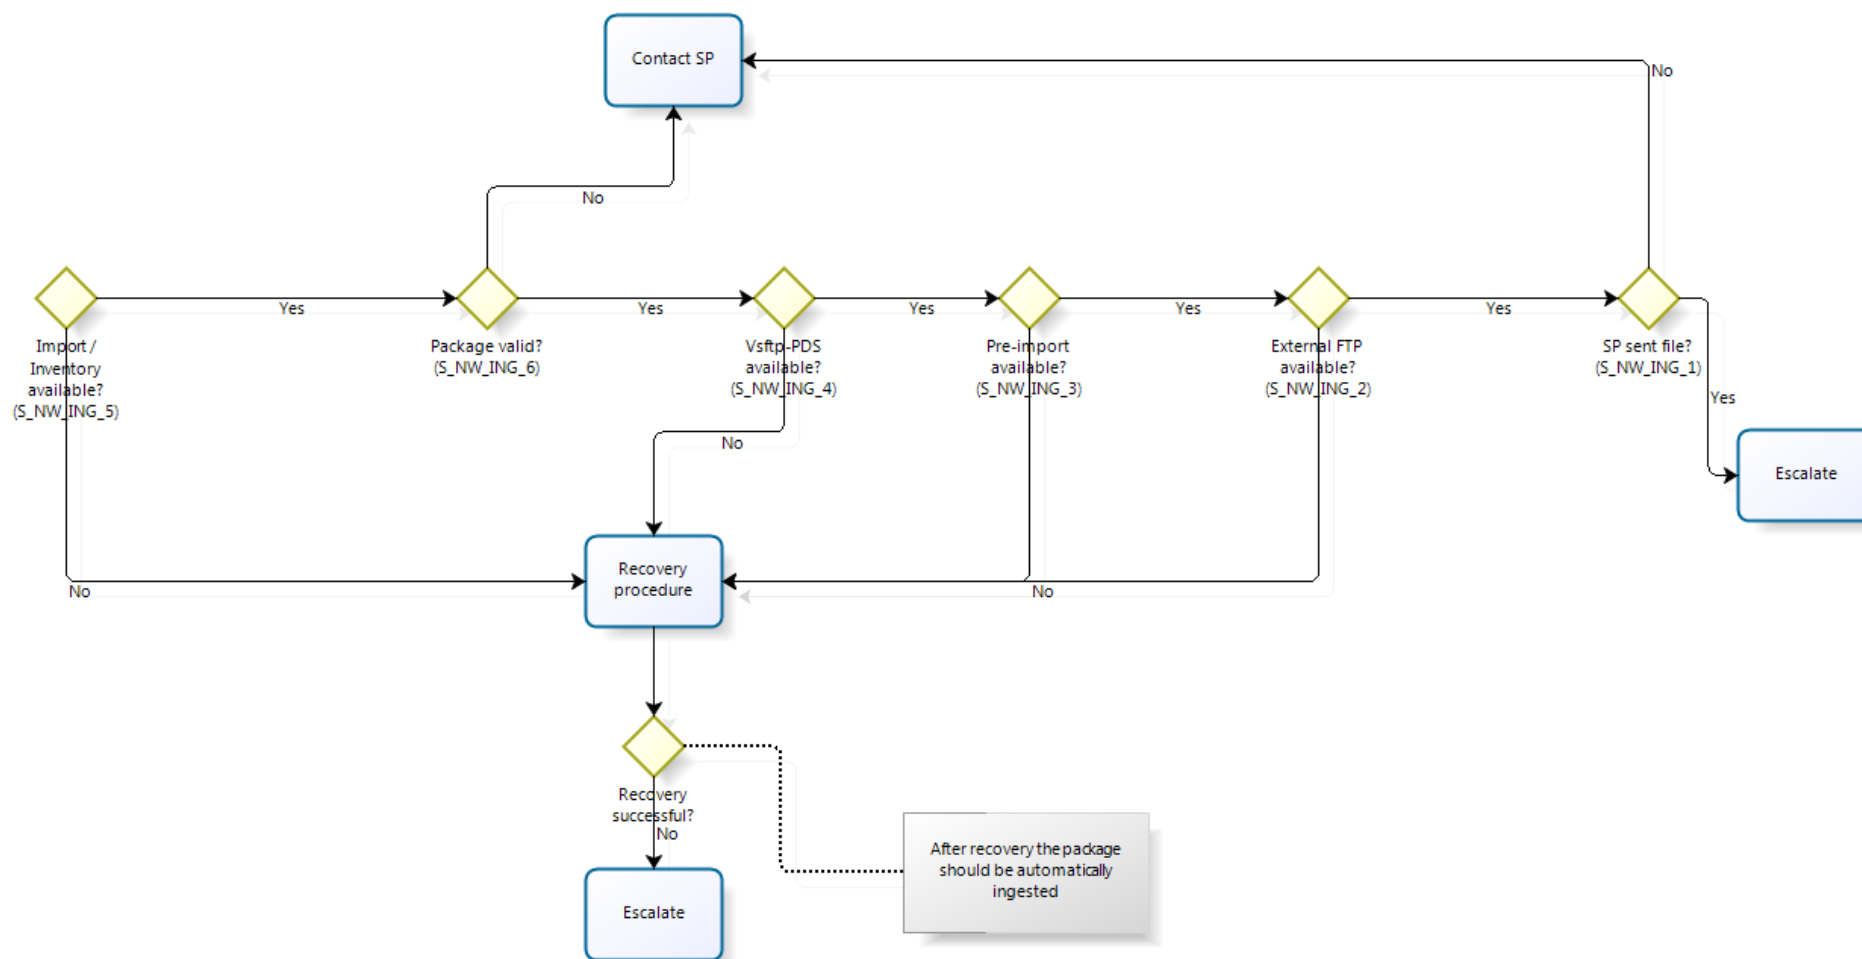 Contact SP
No
No
Yes
Yes
Yes
Yes
Yes
Import /
Inventory
available?
(S_NW_ING_5)
Package valid?
(S_NW_ING_6)
Vsftp-PDS
available?
(S_NW_ING_4)
Pre-import
available?
(S_NW_ING_3)
External FTP
available?
(S_NW_ING_2)
SP sent file?
(S_NW_ING_1)
Yes
No
Escalate
Recovery
procedure
No
No
Recovery
successful?
No
After recovery the package
should be automatically
ingested
Escalate